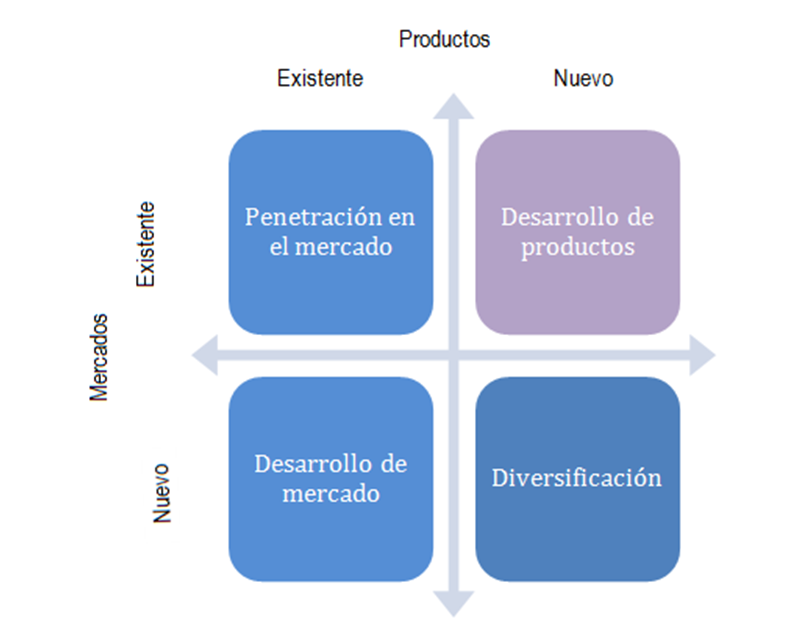 Productos
Existente
Nuevo
Existente
Penetración en
el mercado
Desarrollo de
productos
Mercados
Nuevo
Desarrollo de
mercado
Diversificación